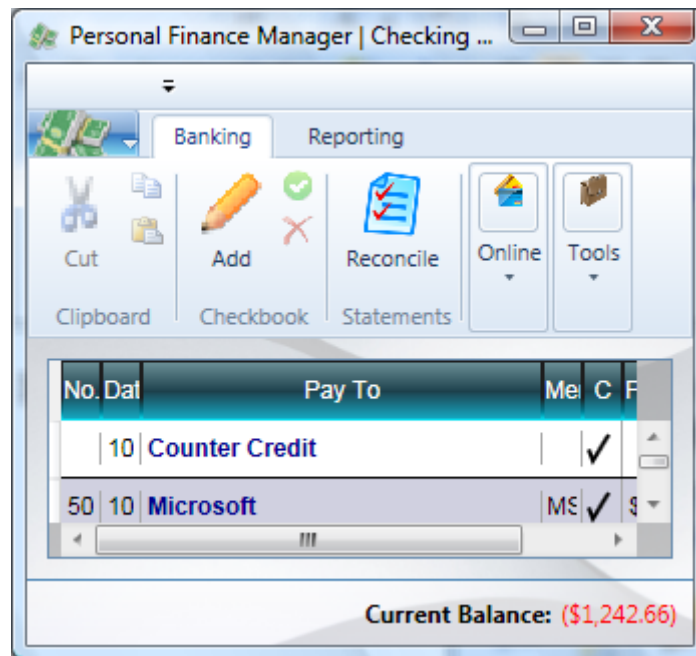 Personal Finance Manager | Checking ...
Banking Reporting
Cut Add Reconcile Online Tools
Clipboard Checkbook Statements
No. Dat Pay To Me C F
10 Counter Credit
50 10 Microsoft MS $
Current Balance: ($1,242.66)